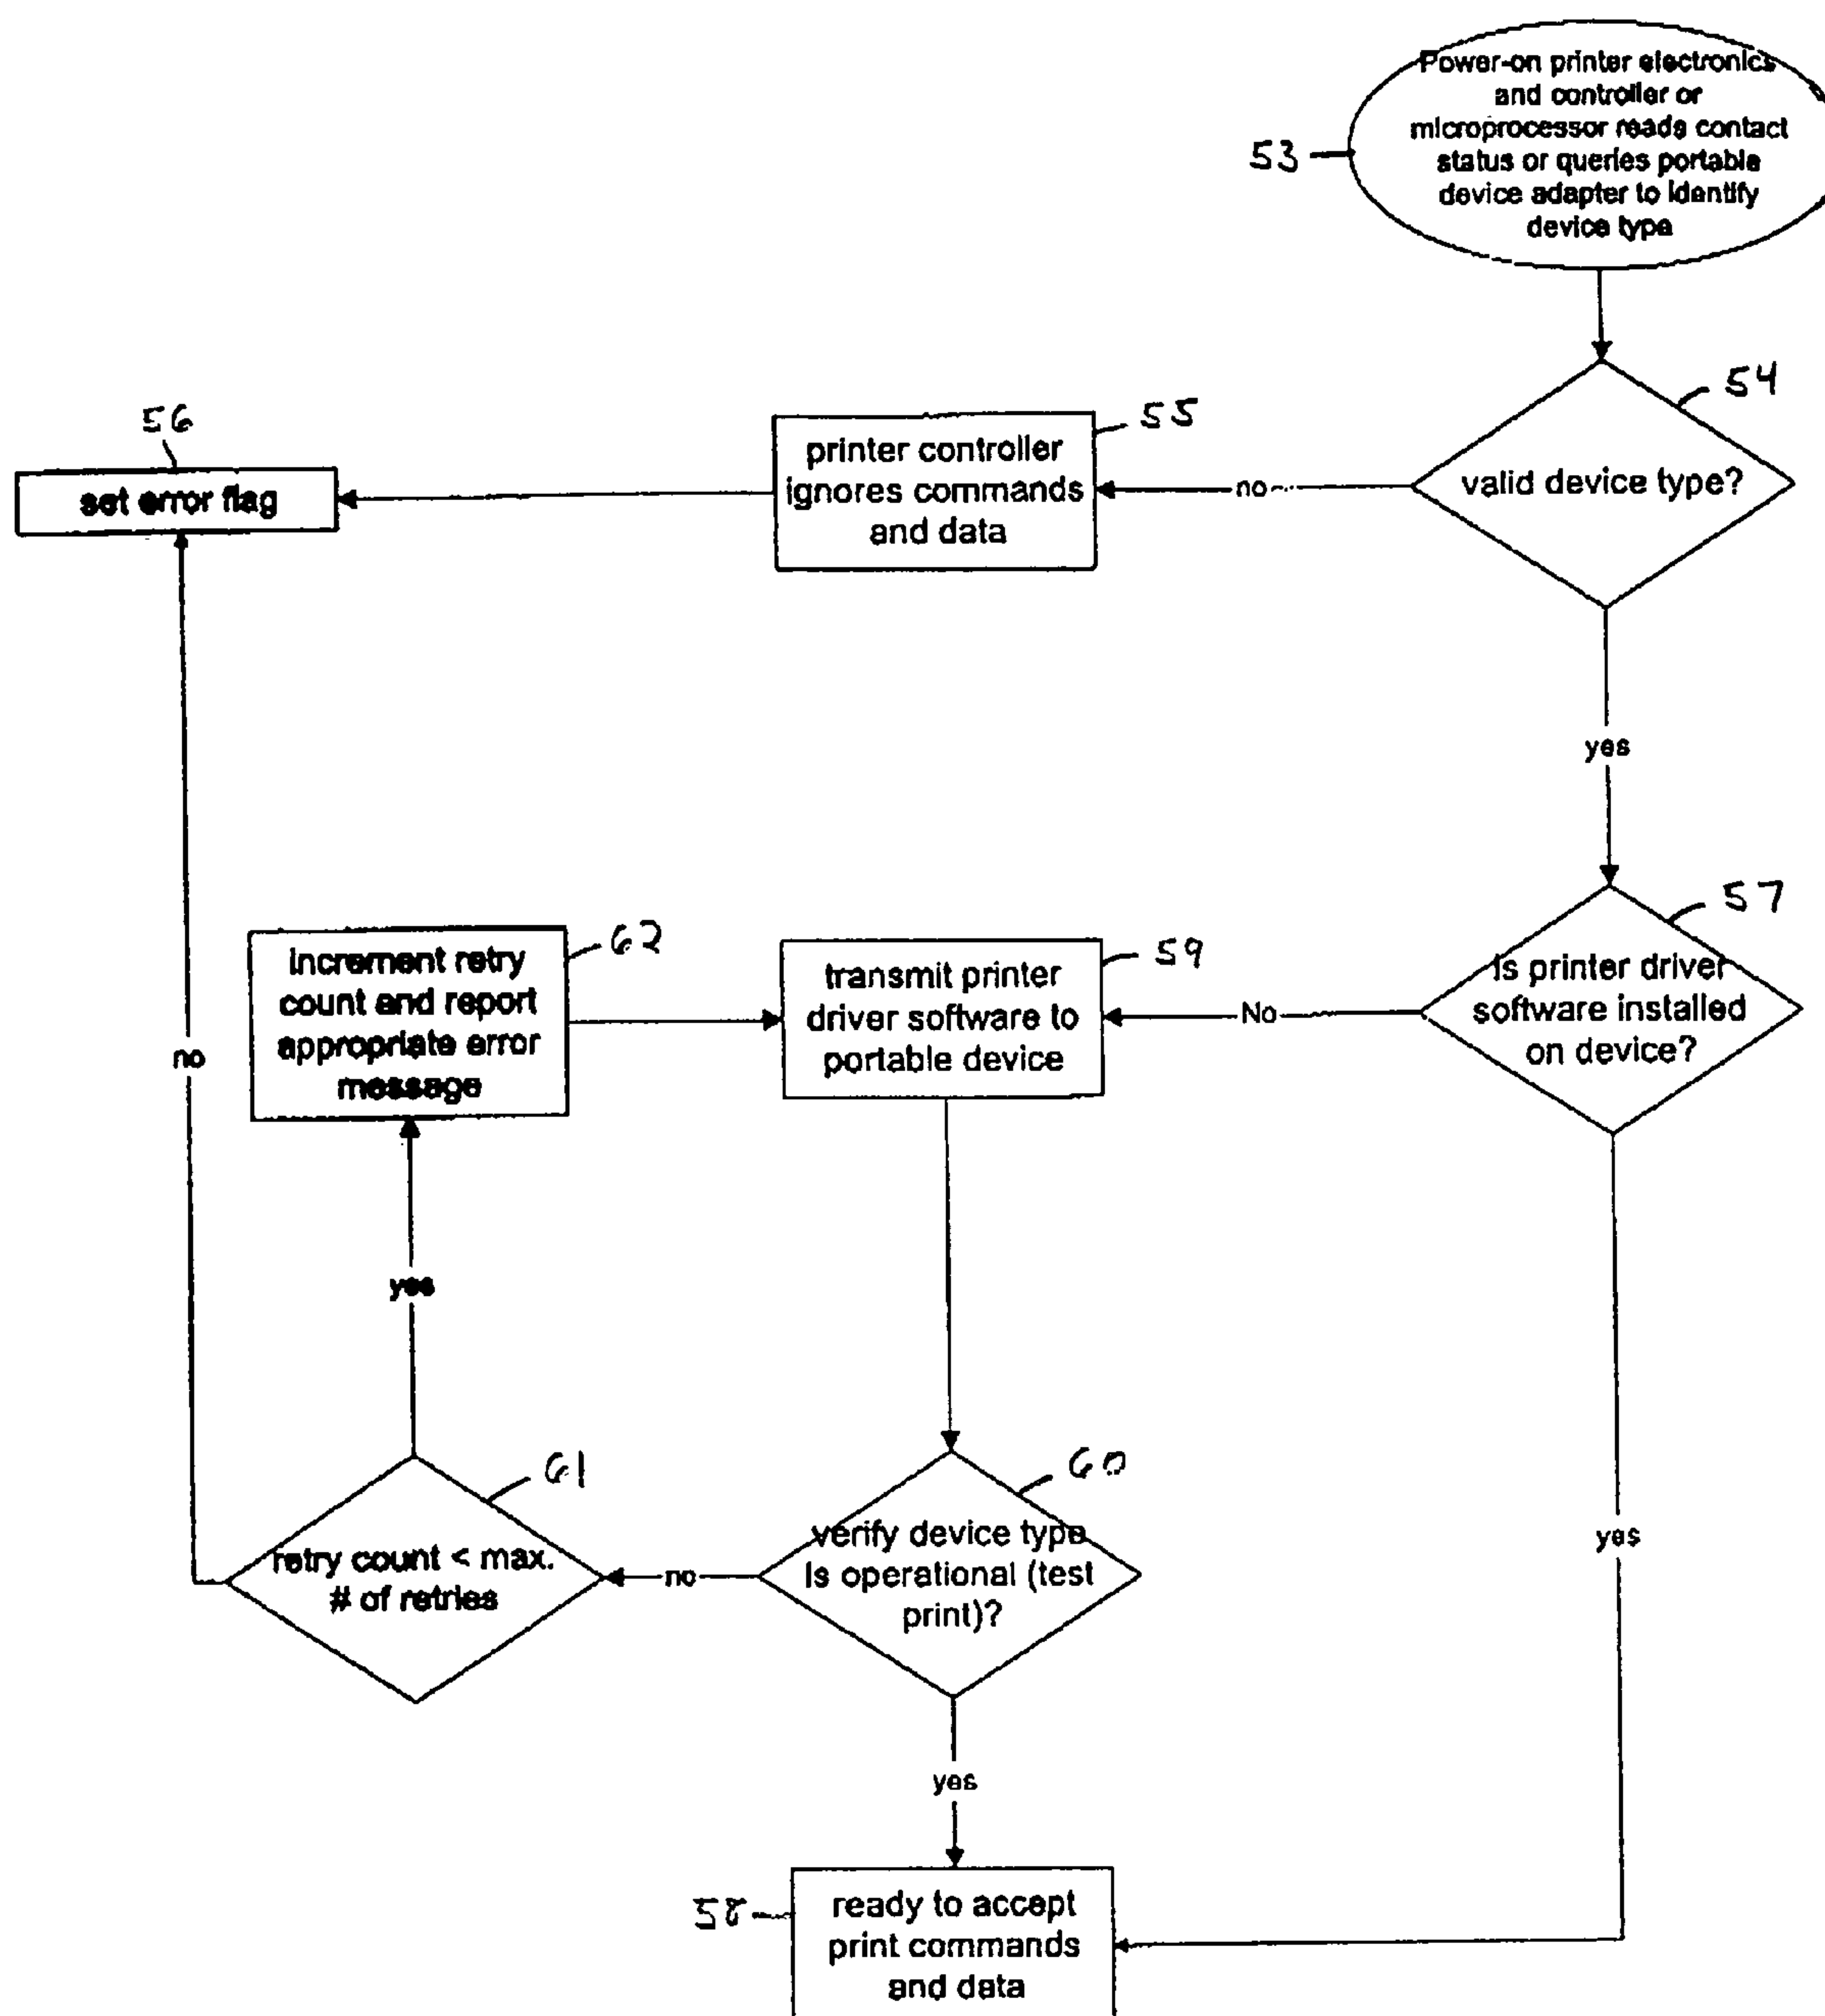 Power-on printer electronics
and controller or
microprocessor reads contact
status or queries portable
device adapter to identify
device type
53
54
valid device type?
no
55
printer controller
ignores commands
and data
56
set error flag
yes
57
Is printer driver
software installed
on device?
No
59
transmit printer
driver software to
portable device
62
increment retry
count and report
appropriate error
message
no
yes
61
retry count < max.
# of retries
no
60
verify device type
is operational (test
print)?
yes
yes
58
ready to accept
print commands
and data